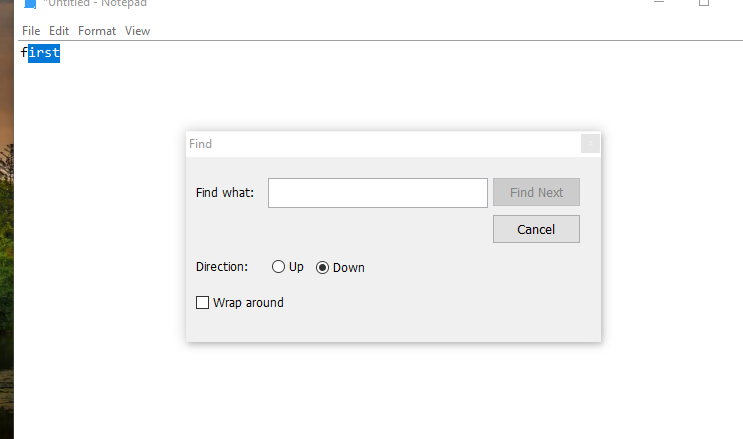 *Untitled - Notepad
File Edit Format View
first
Find
Find what:
Find Next
Cancel
Direction: Up Down
Wrap around